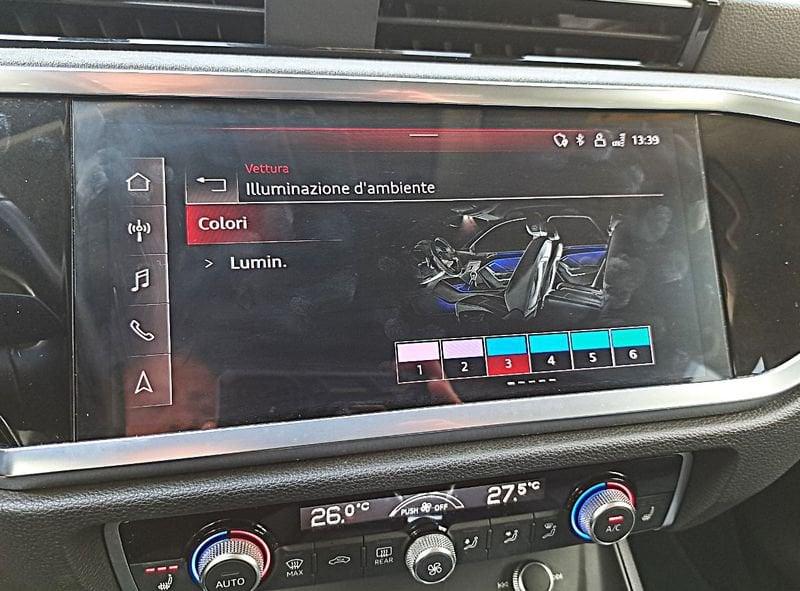 LTE 13:39
Vettura
Illuminazione d'ambiente
Colori
> Lumin.
1 2 3 4 5 6
26.0°C PUSH OFF 27.5°C
AUTO MAX REAR A/C